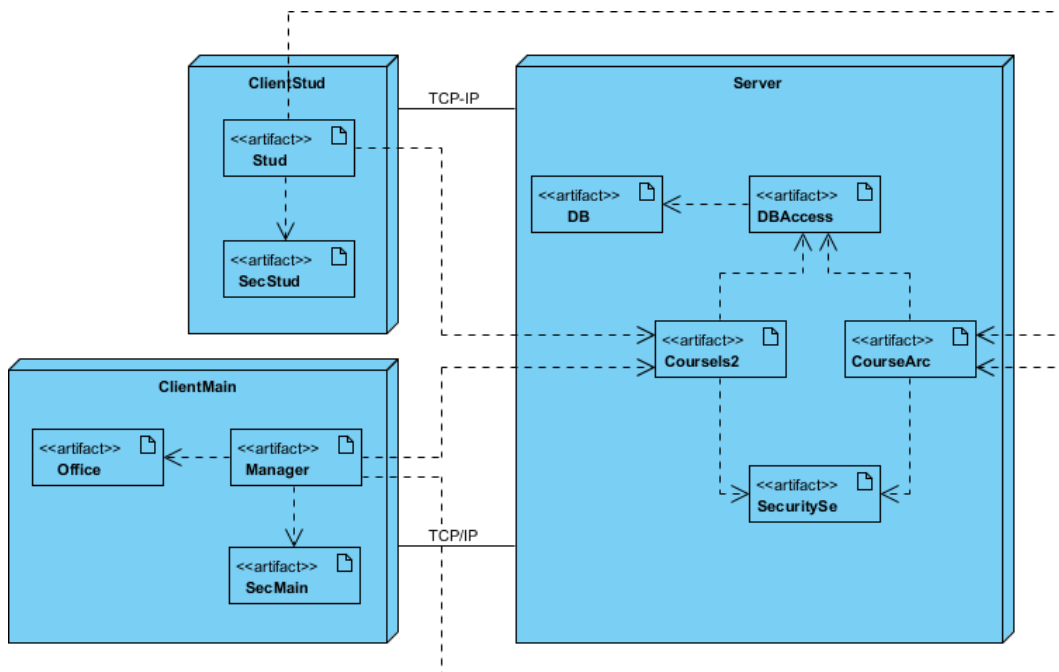 ClientStud
<<artifact>>
Stud
<<artifact>>
SecStud
TCP-IP
Server
<<artifact>>
DB
<<artifact>>
DBAccess
<<artifact>>
CourseIs2
<<artifact>>
CourseArc
<<artifact>>
SecuritySe
ClientMain
<<artifact>>
Office
<<artifact>>
Manager
<<artifact>>
SecMain
TCP/IP